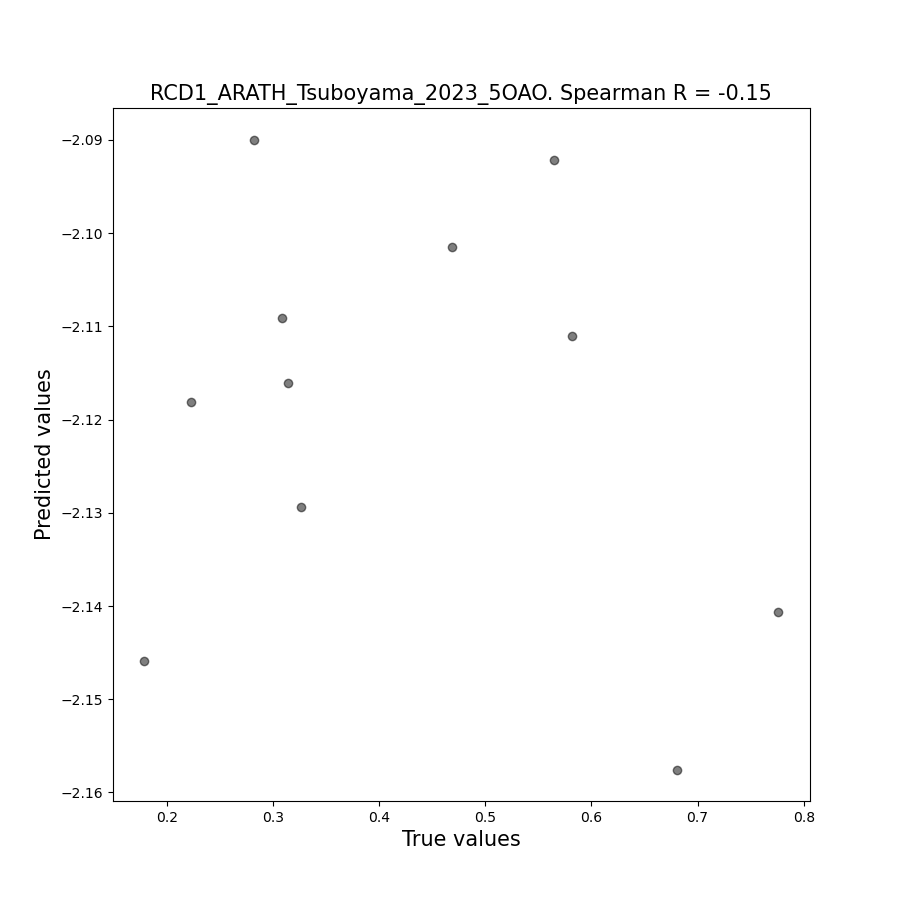 RCD1_ARATH_Tsuboyama_2023_5OAO. Spearman R = -0.15
−2.09
−2.10
−2.11
−2.12
−2.13
−2.14
−2.15
−2.16
Predicted values
0.2 0.3 0.4 0.5 0.6 0.7 0.8
True values